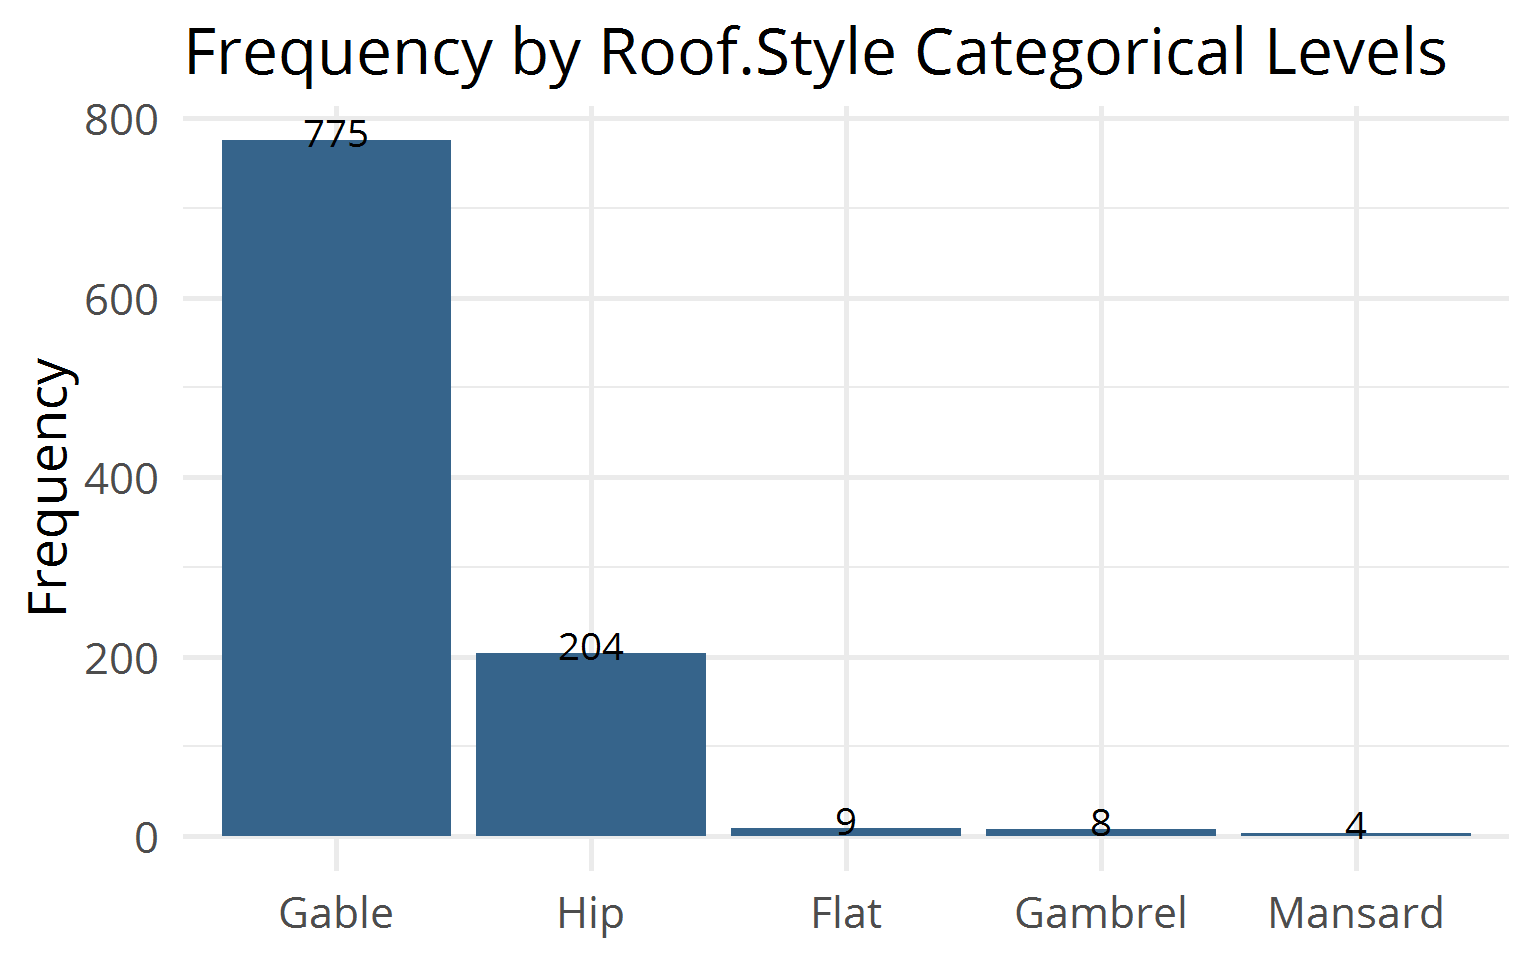 Frequency by Roof.Style Categorical Levels
Frequency
800
600
400
200
0
775
204
9
8
4
Gable
Hip
Flat
Gambrel
Mansard